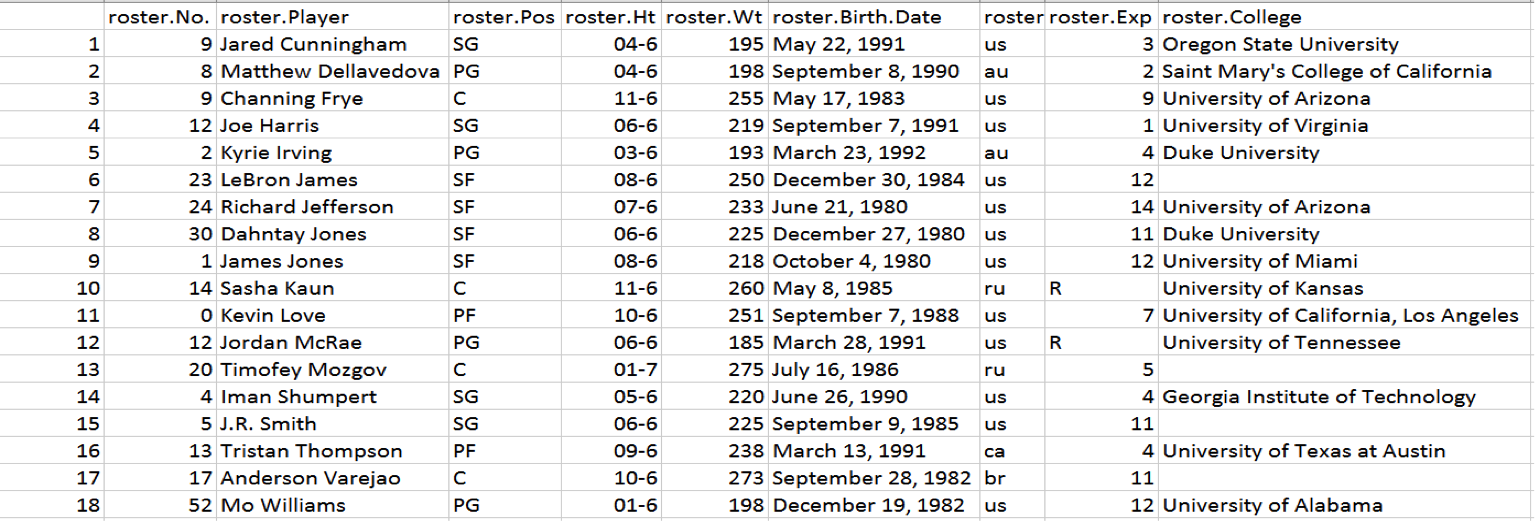 roster.No. roster.Player roster.Pos roster.Ht roster.Wt roster.Birth.Date roster roster.Exp roster.College
1 9 Jared Cunningham SG 04-6 195 May 22, 1991 us 3 Oregon State University
2 8 Matthew Dellavedova PG 04-6 198 September 8, 1990 au 2 Saint Mary's College of California
3 9 Channing Frye C 11-6 255 May 17, 1983 us 9 University of Arizona
4 12 Joe Harris SG 06-6 219 September 7, 1991 us 1 University of Virginia
5 2 Kyrie Irving PG 03-6 193 March 23, 1992 au 4 Duke University
6 23 LeBron James SF 08-6 250 December 30, 1984 us 12
7 24 Richard Jefferson SF 07-6 233 June 21, 1980 us 14 University of Arizona
8 30 Dahntay Jones SF 06-6 225 December 27, 1980 us 11 Duke University
9 1 James Jones SF 08-6 218 October 4, 1980 us 12 University of Miami
10 14 Sasha Kaun C 11-6 260 May 8, 1985 ru R University of Kansas
11 0 Kevin Love PF 10-6 251 September 7, 1988 us 7 University of California, Los Angeles
12 12 Jordan McRae PG 06-6 185 March 28, 1991 us R University of Tennessee
13 20 Timofey Mozgov C 01-7 275 July 16, 1986 ru 5
14 4 Iman Shumpert SG 05-6 220 June 26, 1990 us 4 Georgia Institute of Technology
15 5 J.R. Smith SG 06-6 225 September 9, 1985 us 11
16 13 Tristan Thompson PF 09-6 238 March 13, 1991 ca 4 University of Texas at Austin
17 17 Anderson Varejao C 10-6 273 September 28, 1982 br 11
18 52 Mo Williams PG 01-6 198 December 19, 1982 us 12 University of Alabama